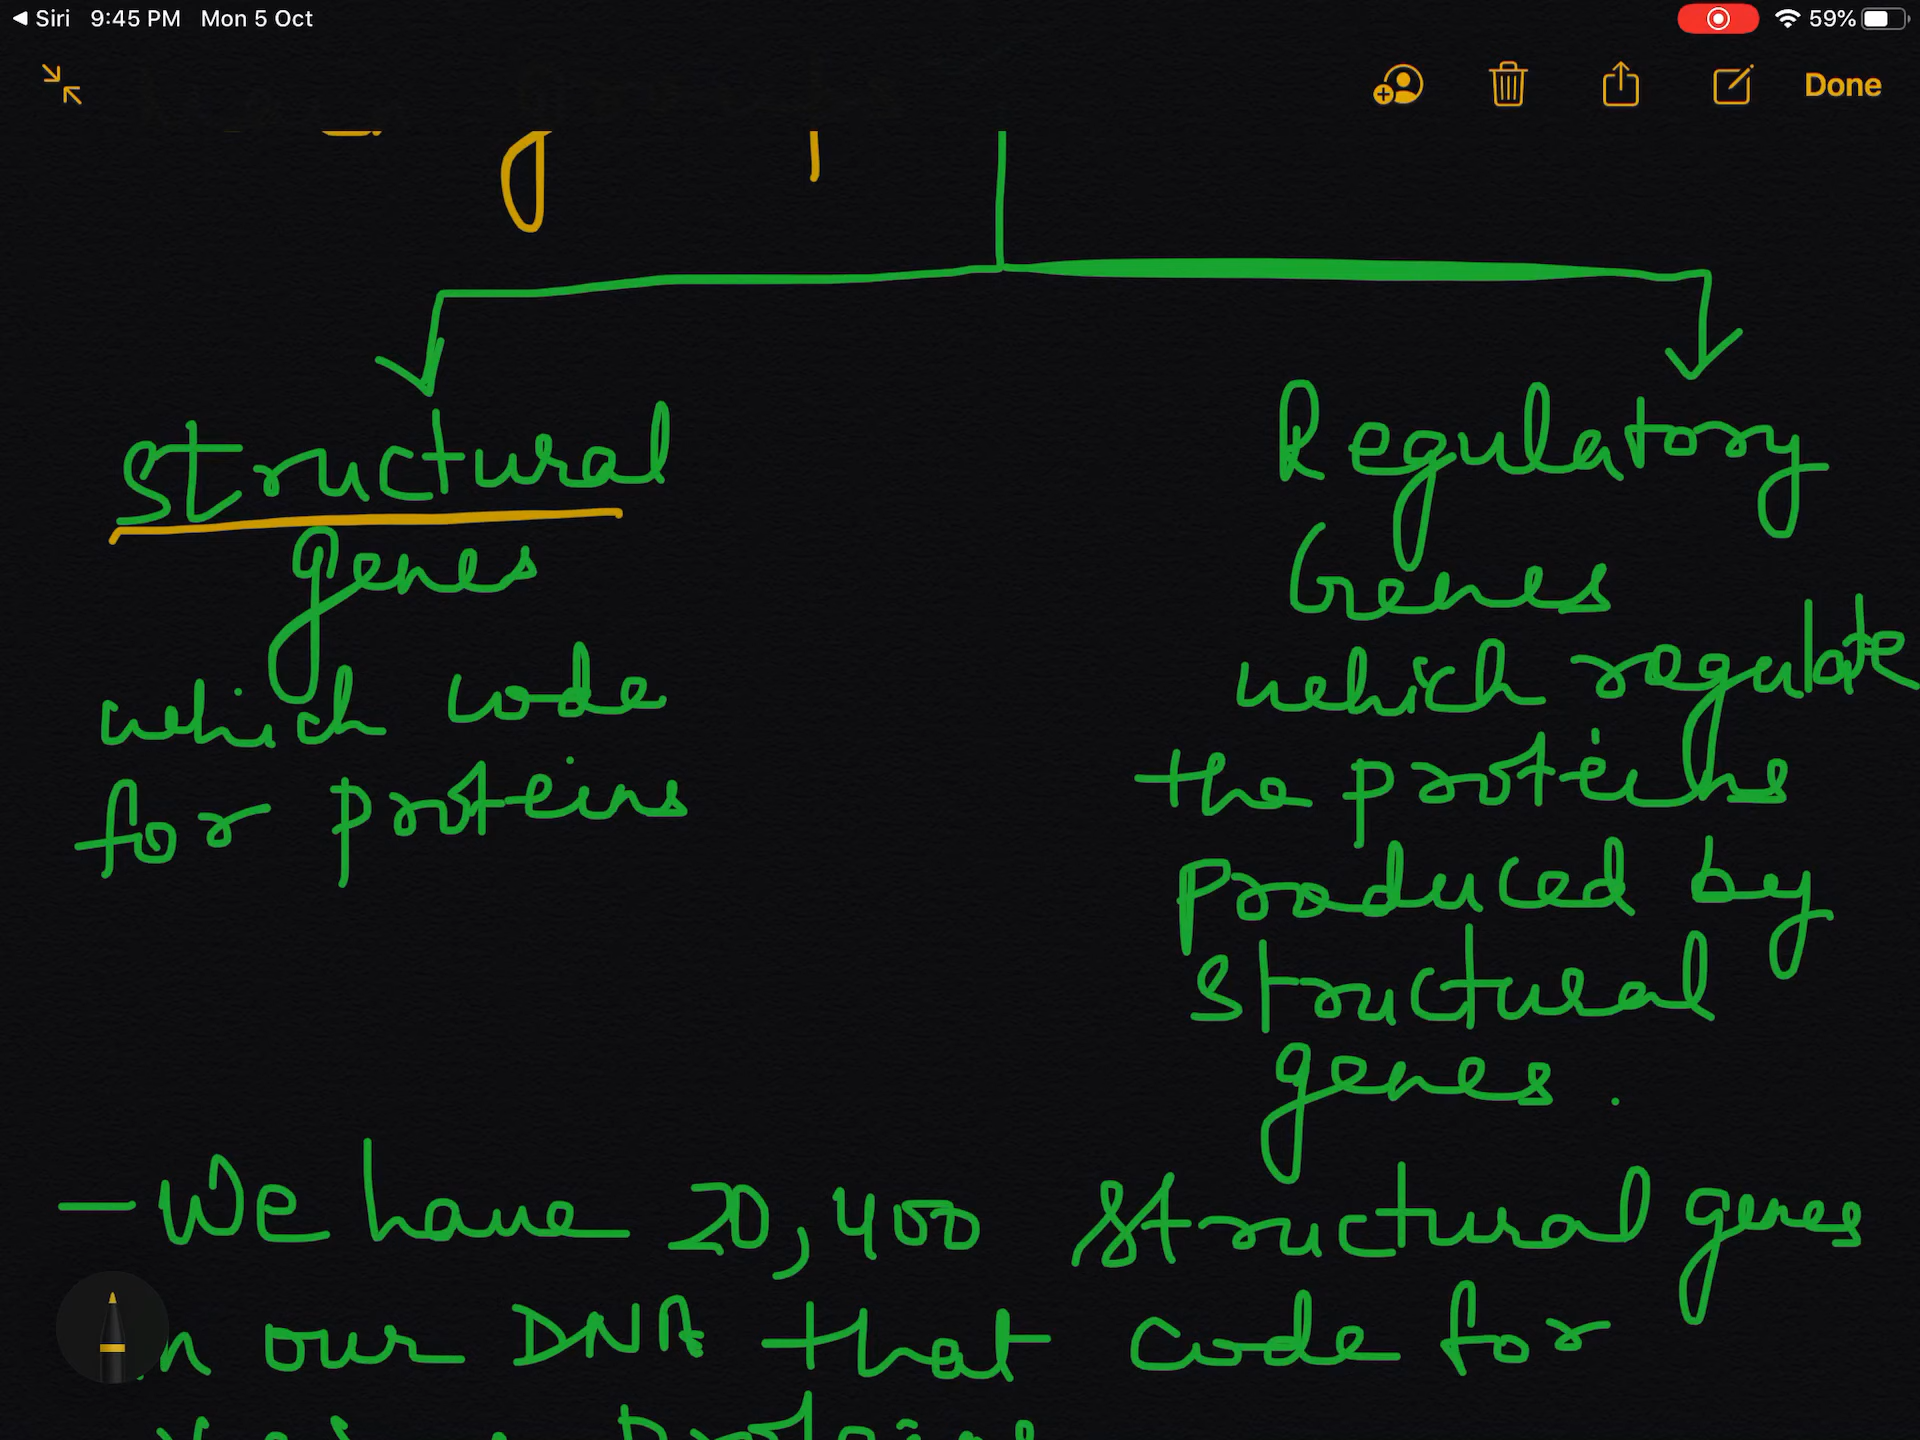 Siri 9:45 PM Mon 5 Oct 59%
Done
Structural
genes
which code
for proteins
Regulatory
Genes
which regulate
the proteins
produced by
structural
genes.
- We have 20,400 structural genes
in our DNA that code for